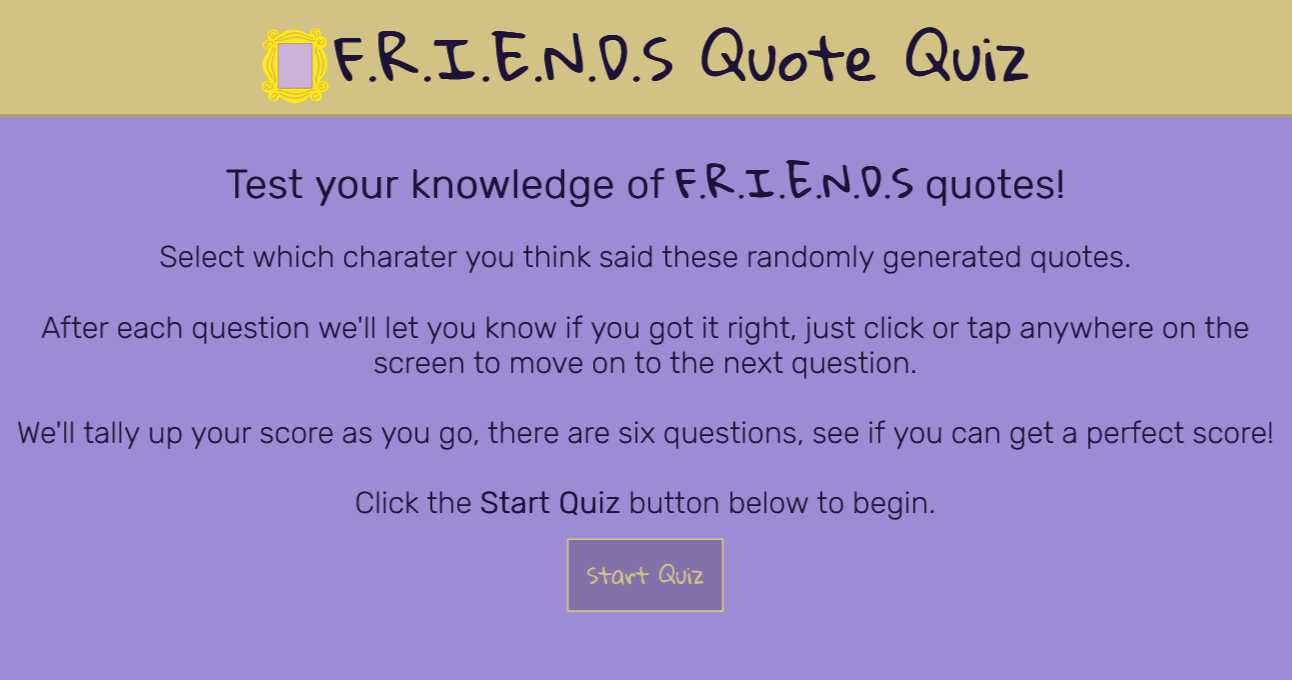 F.R.I.E.N.D.S Quote Quiz
Test your knowledge of F.R.I.E.N.D.S quotes!
Select which charater you think said these randomly generated quotes.
After each question we'll let you know if you got it right, just click or tap anywhere on the
screen to move on to the next question.
We'll tally up your score as you go, there are six questions, see if you can get a perfect score!
Click the Start Quiz button below to begin.
Start Quiz